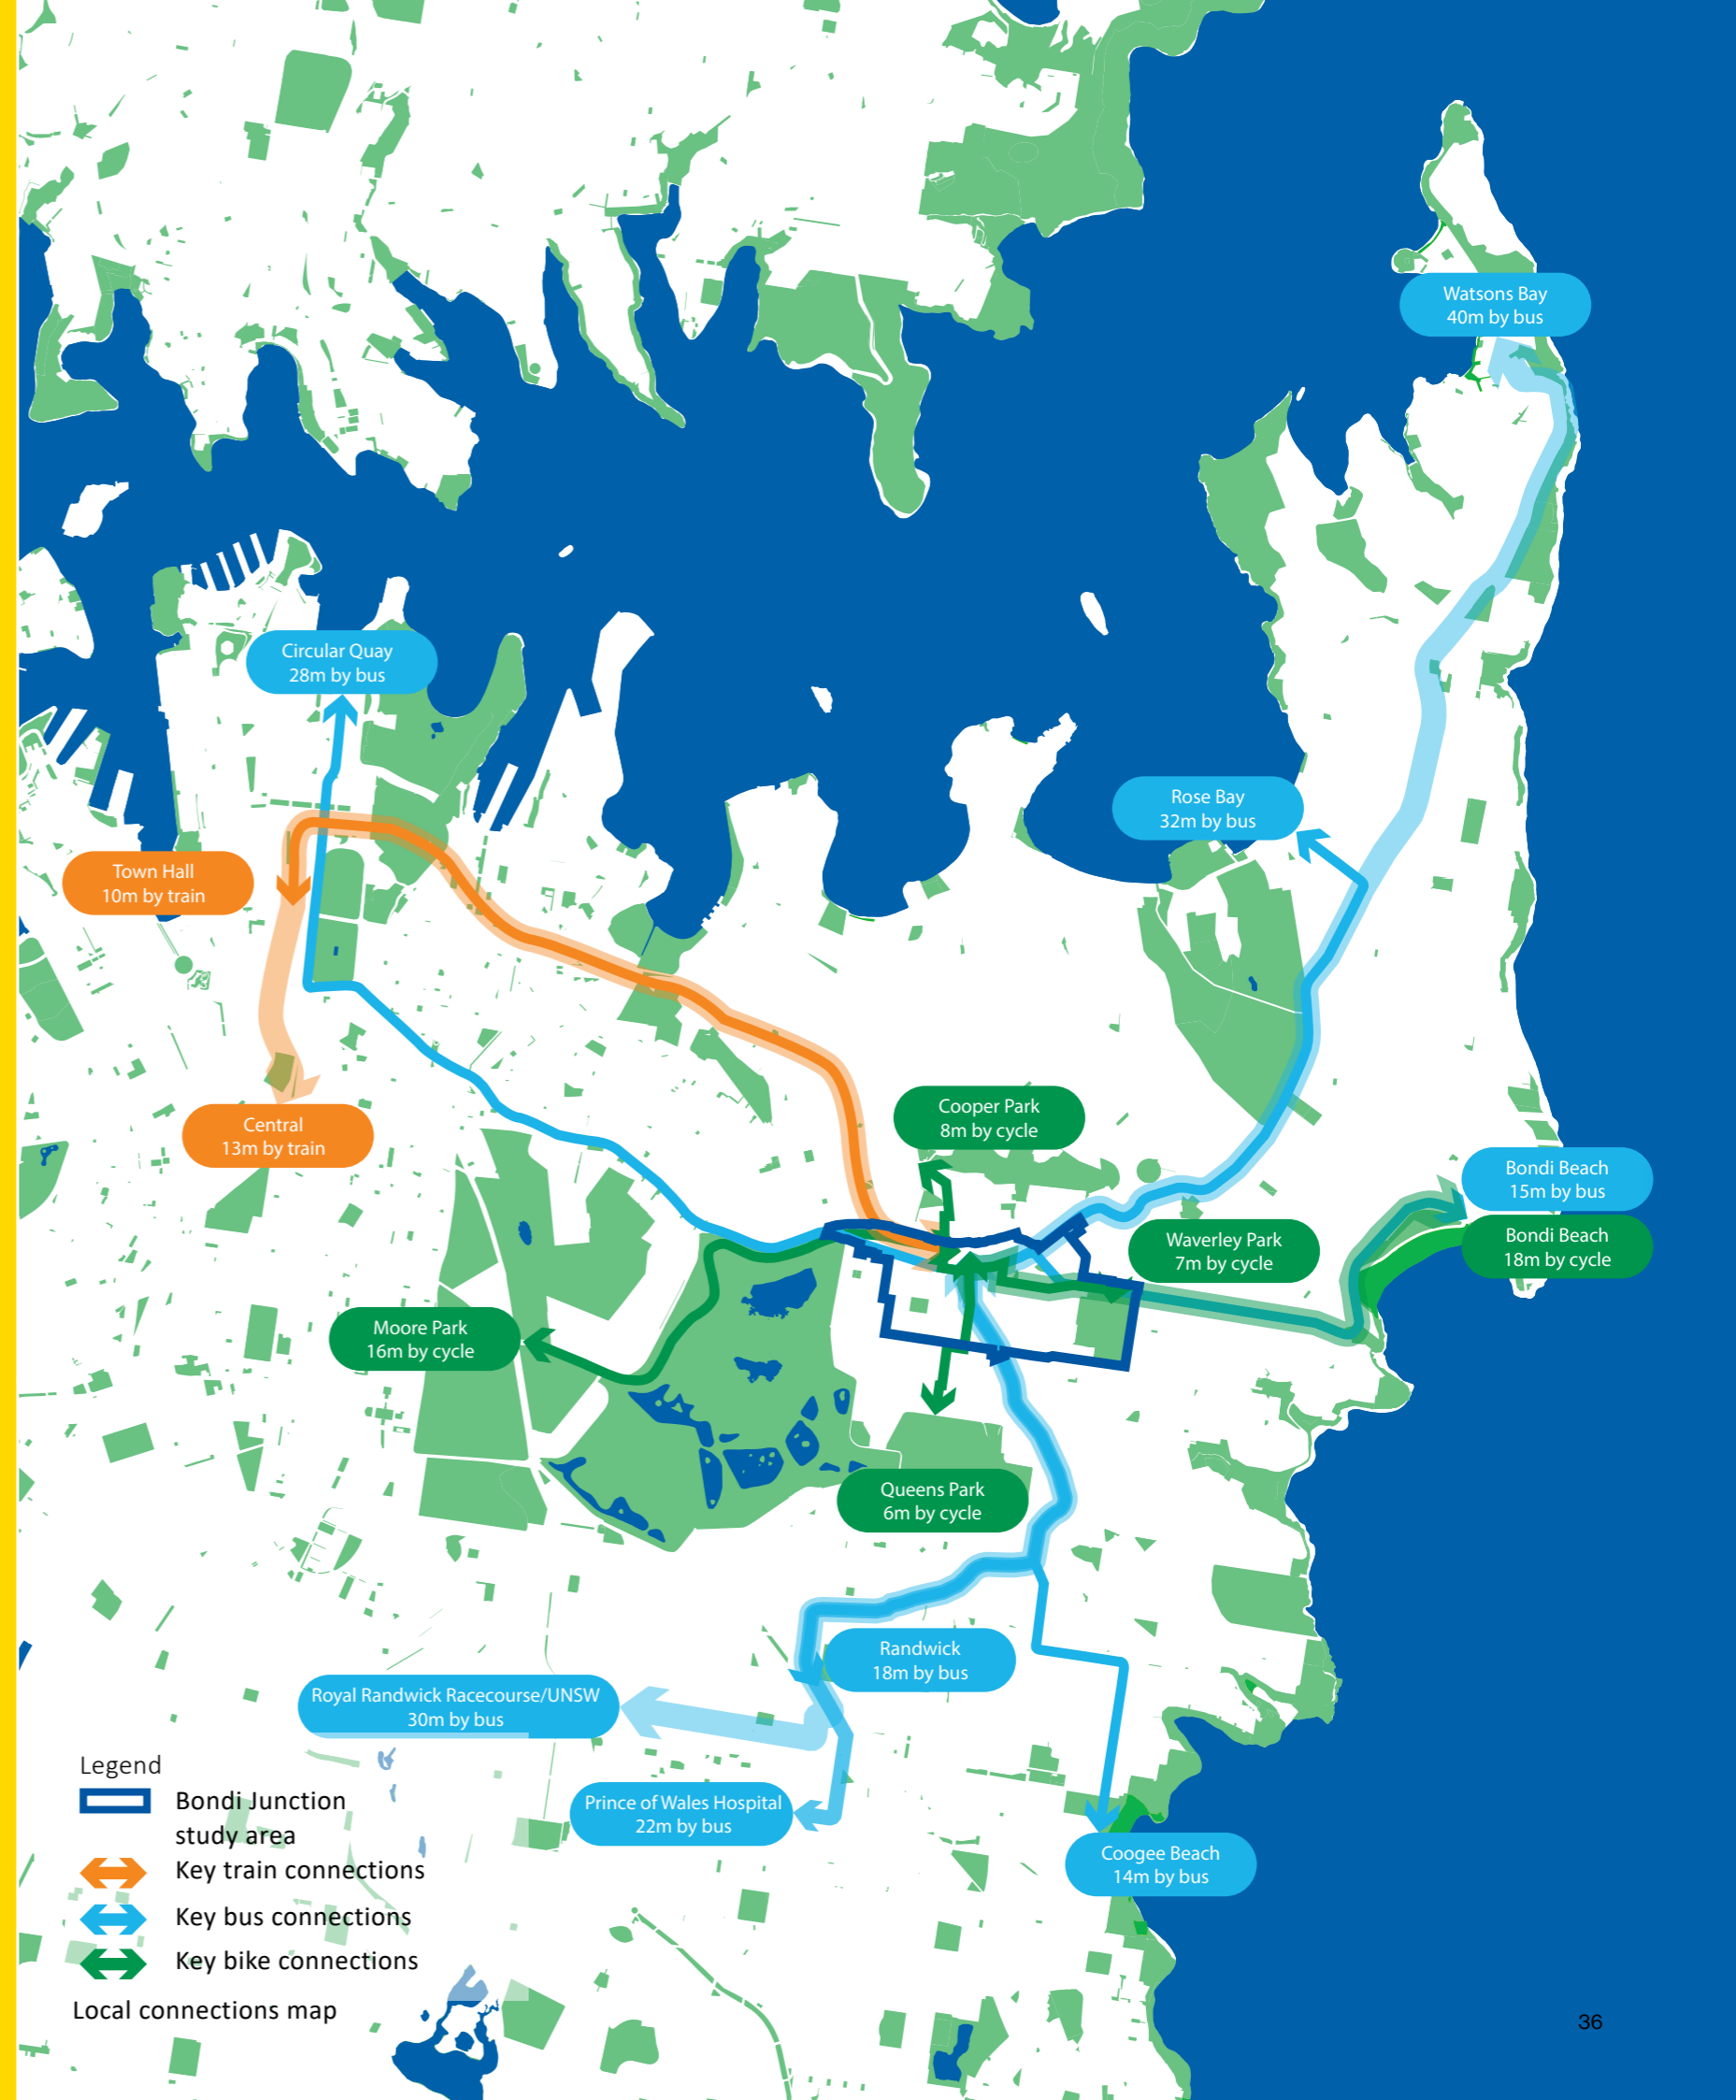 Watsons Bay
40m by bus
Circular Quay
28m by bus
Rose Bay
32m by bus
Town Hall
10m by train
Cooper Park
8m by cycle
Central
13m by train
Bondi Beach
15m by bus
Waverley Park
7m by cycle
Bondi Beach
18m by cycle
Moore Park
16m by cycle
Queens Park
6m by cycle
Randwick
18m by bus
Royal Randwick Racecourse/UNSW
30m by bus
Prince of Wales Hospital
22m by bus
Coogee Beach
14m by bus
Legend
Bondi Junction
study area
Key train connections
Key bus connections
Key bike connections
Local connections map
36